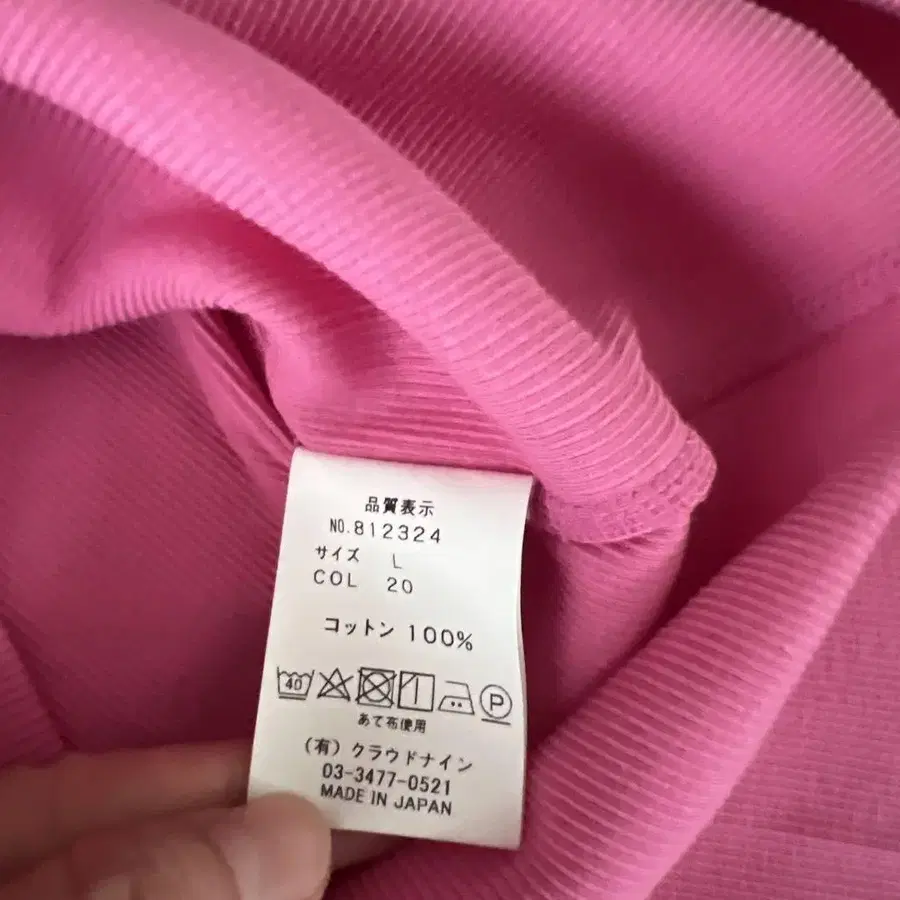 品質表示
NO.812324
サイズ L
COL 20
コットン 100%
40 P
あて布使用
(有)クラウドナイン
03-3477-0521
MADE IN JAPAN